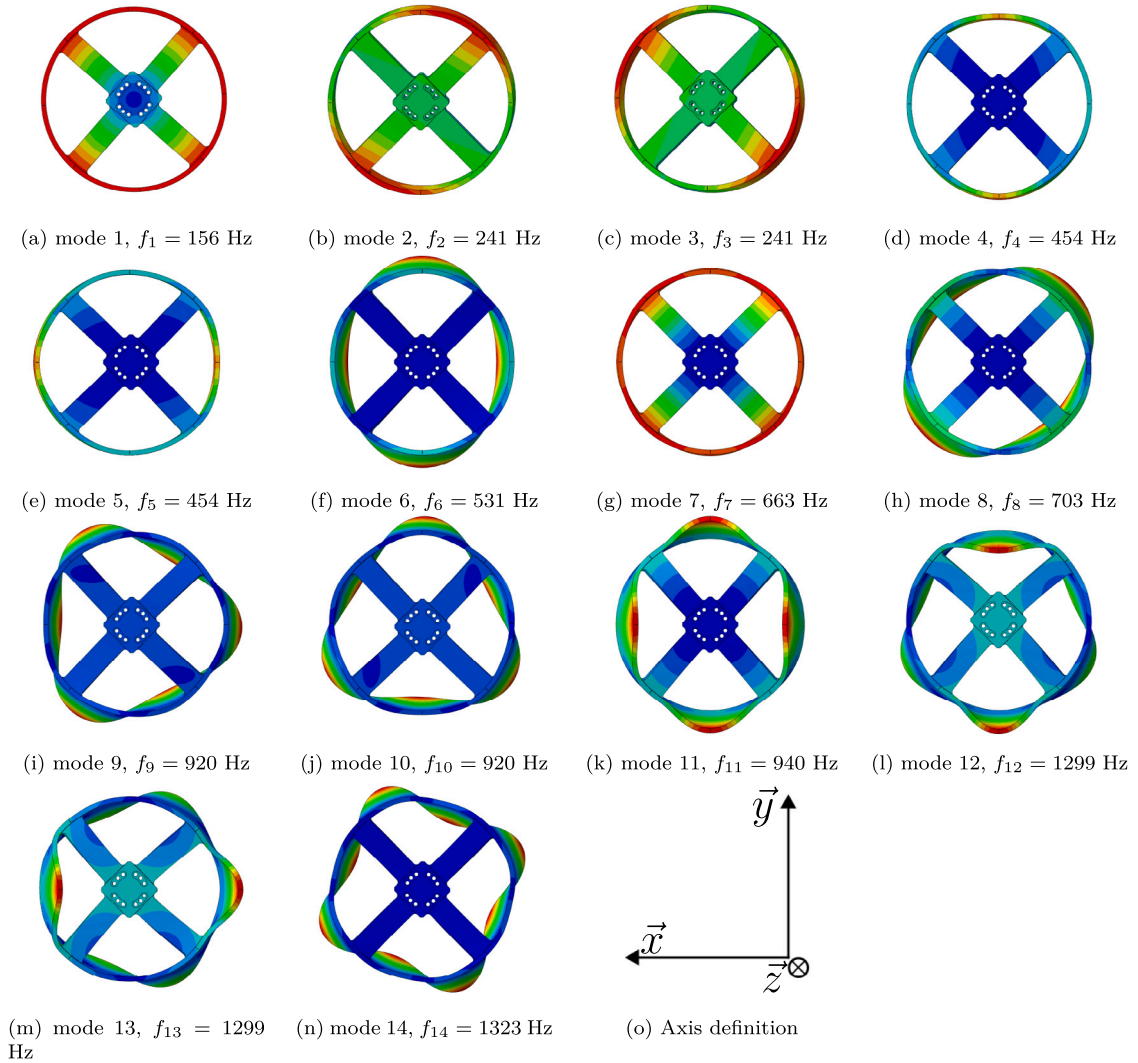 (a) mode 1, f₁ = 156 Hz
(b) mode 2, f₂ = 241 Hz
(c) mode 3, f₃ = 241 Hz
(d) mode 4, f₄ = 454 Hz
(e) mode 5, f₅ = 454 Hz
(f) mode 6, f₆ = 531 Hz
(g) mode 7, f₇ = 663 Hz
(h) mode 8, f₈ = 703 Hz
(i) mode 9, f₉ = 920 Hz
(j) mode 10, f₁₀ = 920 Hz
(k) mode 11, f₁₁ = 940 Hz
(l) mode 12, f₁₂ = 1299 Hz
y⃗
x⃗
z⃗
(m) mode 13, f₁₃ = 1299
Hz
(n) mode 14, f₁₄ = 1323 Hz
(o) Axis definition